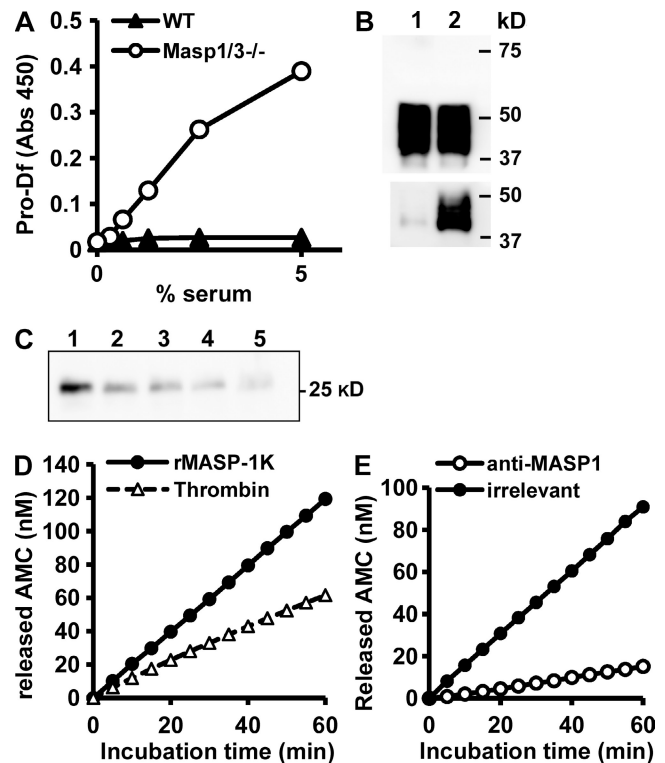 A
WT
Masp1/3-/-
Pro-Df (Abs 450)
0.5
0.4
0.3
0.2
0.1
0
0
5
% serum
B
1 2 kD
75
50
37
50
37
C
1 2 3 4 5
25 KD
D
rMASP-1K
Thrombin
released AMC (nM)
140
120
100
80
60
40
20
0
0 20 40 60
Incubation time (min)
E
anti-MASP1
irrelevant
Released AMC (nM)
100
80
60
40
20
0
0 20 40 60
Incubation time (min)